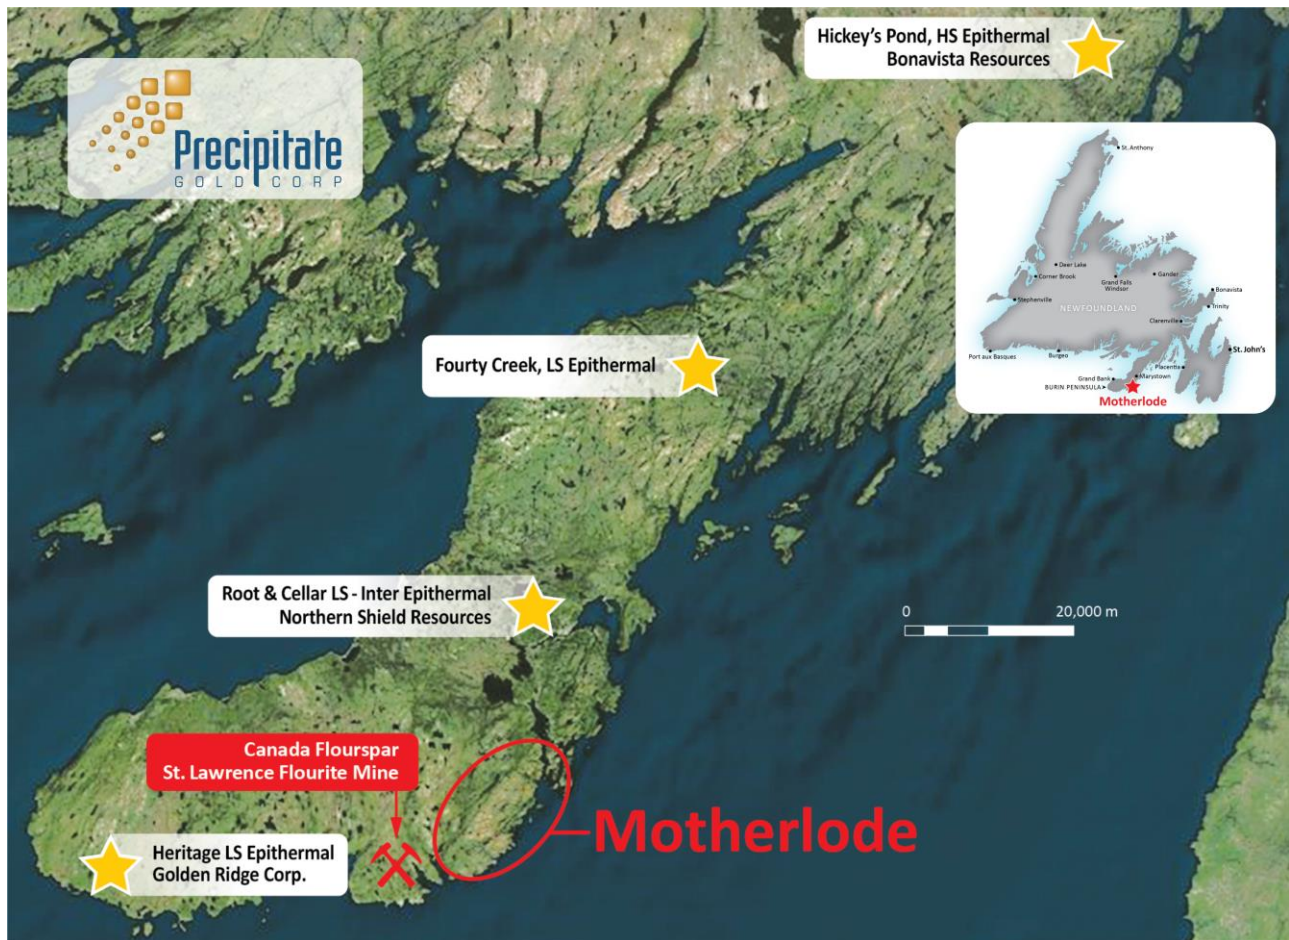 Hickey's Pond, HS Epithermal
Bonavista Resources
Precipitate
GOLD CORP
St. Anthony
Deer Lake
Corner Brook
Grand Falls
Windsor
Gander
Stephenville
Bonavista
NEWFOUNDLAND
Trinity
Clarenville
St. John's
Port aux Basques
Burgeo
Placentia
Grand Bank
Marystown
BURIN PENINSULA
Motherlode
Fourty Creek, LS Epithermal
Root & Cellar LS - Inter Epithermal
Northern Shield Resources
0 20,000 m
Canada Flourspar
St. Lawrence Flourite Mine
Motherlode
Heritage LS Epithermal
Golden Ridge Corp.